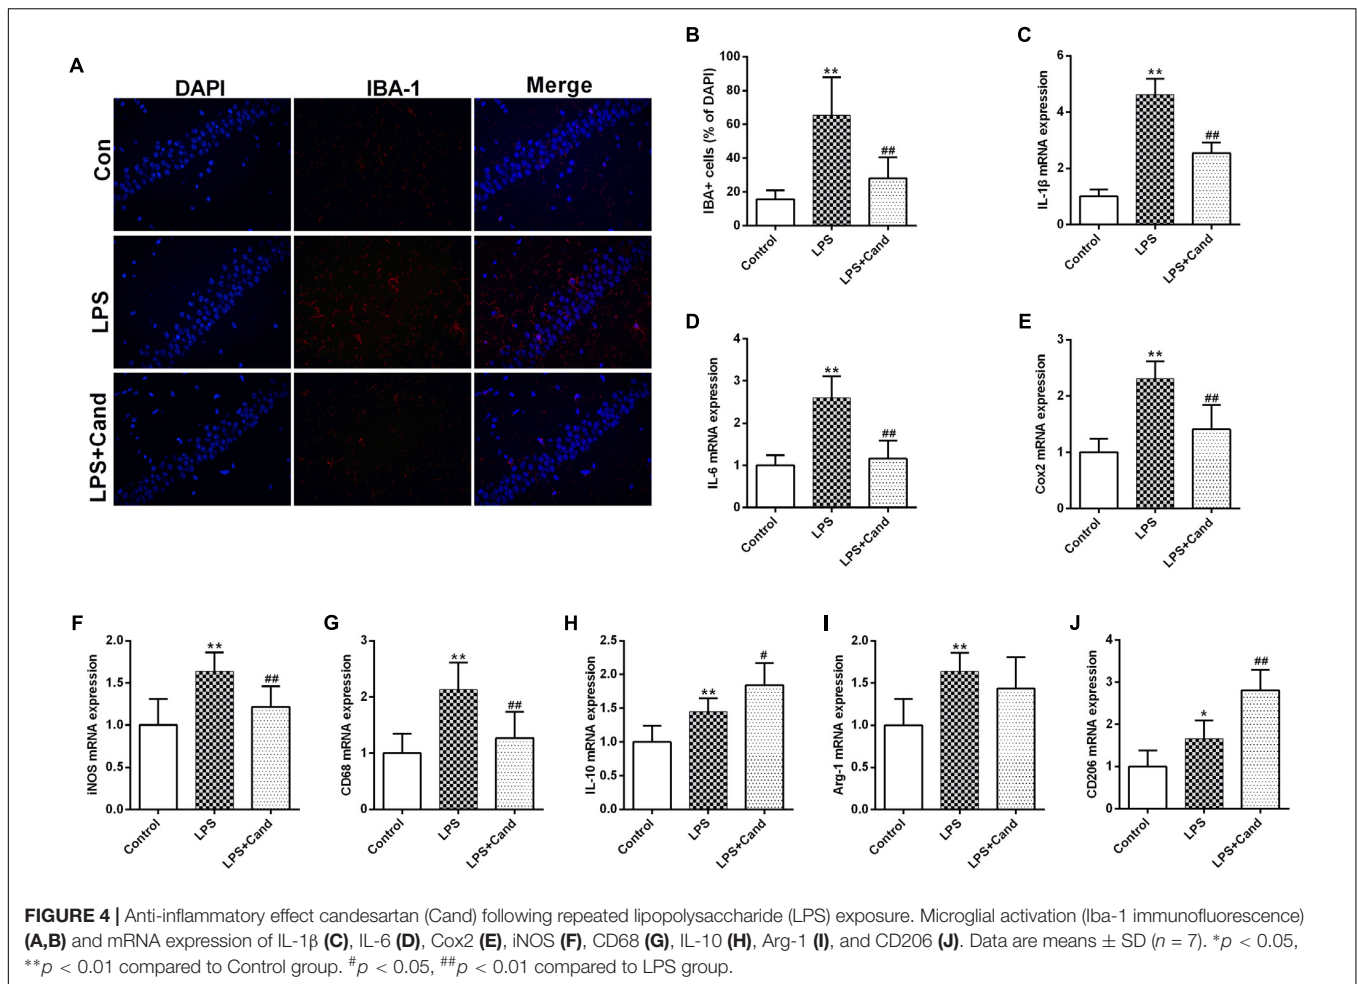 A
DAPI
IBA-1
Merge
Con
LPS
LPS+Cand
B
IBA+ cells (% of DAPI)
100
80
60
40
20
0
**
##
Control
LPS
LPS+Cand
C
IL-1β mRNA expression
6
4
2
0
**
##
Control
LPS
LPS+Cand
D
IL-6 mRNA expression
4
3
2
1
0
**
##
Control
LPS
LPS+Cand
E
Cox2 mRNA expression
3
2
1
0
**
##
Control
LPS
LPS+Cand
F
iNOS mRNA expression
2.0
1.5
1.0
0.5
0.0
**
##
Control
LPS
LPS+Cand
G
CD68 mRNA expression
3
2
1
0
**
##
Control
LPS
LPS+Cand
H
IL-10 mRNA expression
2.5
2.0
1.5
1.0
0.5
0.0
**
#
Control
LPS
LPS+Cand
I
Arg-1 mRNA expression
2.0
1.5
1.0
0.5
0.0
**
Control
LPS
LPS+Cand
J
CD206 mRNA expression
4
3
2
1
0
*
##
Control
LPS
LPS+Cand
FIGURE 4 | Anti-inflammatory effect candesartan (Cand) following repeated lipopolysaccharide (LPS) exposure. Microglial activation (Iba-1 immunofluorescence)
(A,B) and mRNA expression of IL-1β (C), IL-6 (D), Cox2 (E), iNOS (F), CD68 (G), IL-10 (H), Arg-1 (I), and CD206 (J). Data are means ± SD (n = 7). *p < 0.05,
**p < 0.01 compared to Control group. #p < 0.05, ##p < 0.01 compared to LPS group.